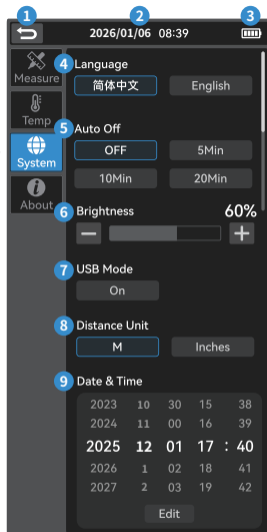 1 2 3
2026/01/06 08:39
Measure
Temp
System
About
4 Language
简体中文 English
5 Auto Off
OFF 5Min
10Min 20Min
6 Brightness 60%
7 USB Mode
On
8 Distance Unit
M Inches
9 Date & Time
2023 10 30 15 38
2024 11 00 16 39
2025 12 01 17 : 40
2026 1 02 18 41
2027 2 03 19 42
Edit